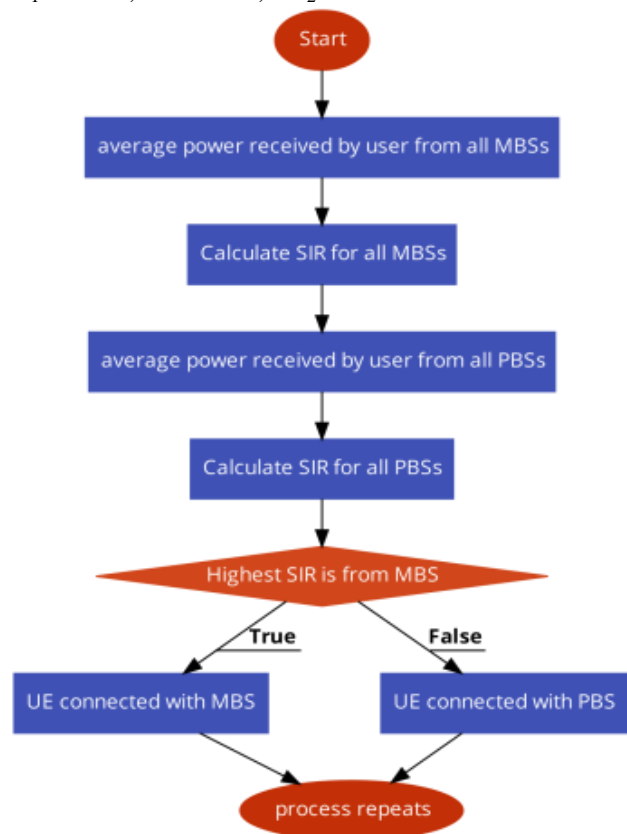 Start
average power received by user from all MBSs
Calculate SIR for all MBSs
average power received by user from all PBSs
Calculate SIR for all PBSs
Highest SIR is from MBS
True
False
UE connected with MBS
UE connected with PBS
process repeats